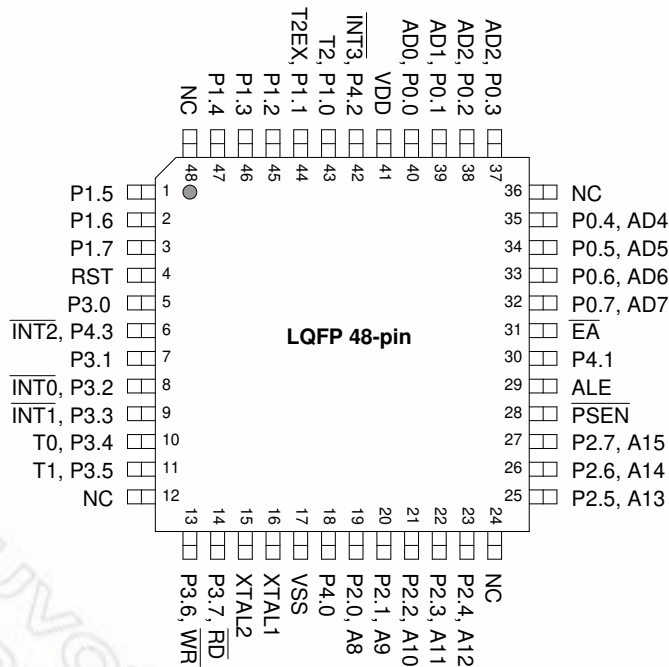 NC
P1.4
P1.3
P1.2
T2EX, P1.1
T2, P1.0
INT3, P4.2
VDD
AD0, P0.0
AD1, P0.1
AD2, P0.2
AD2, P0.3
48
47
46
45
44
43
42
41
40
39
38
37
P1.5 1
P1.6 2
P1.7 3
RST 4
P3.0 5
INT2, P4.3 6
P3.1 7
INT0, P3.2 8
INT1, P3.3 9
T0, P3.4 10
T1, P3.5 11
NC 12
LQFP 48-pin
36 NC
35 P0.4, AD4
34 P0.5, AD5
33 P0.6, AD6
32 P0.7, AD7
31 EA
30 P4.1
29 ALE
28 PSEN
27 P2.7, A15
26 P2.6, A14
25 P2.5, A13
13
14
15
16
17
18
19
20
21
22
23
24
P3.6, WR
P3.7, RD
XTAL2
XTAL1
VSS
P4.0
P2.0, A8
P2.1, A9
P2.2, A10
P2.3, A11
P2.4, A12
NC